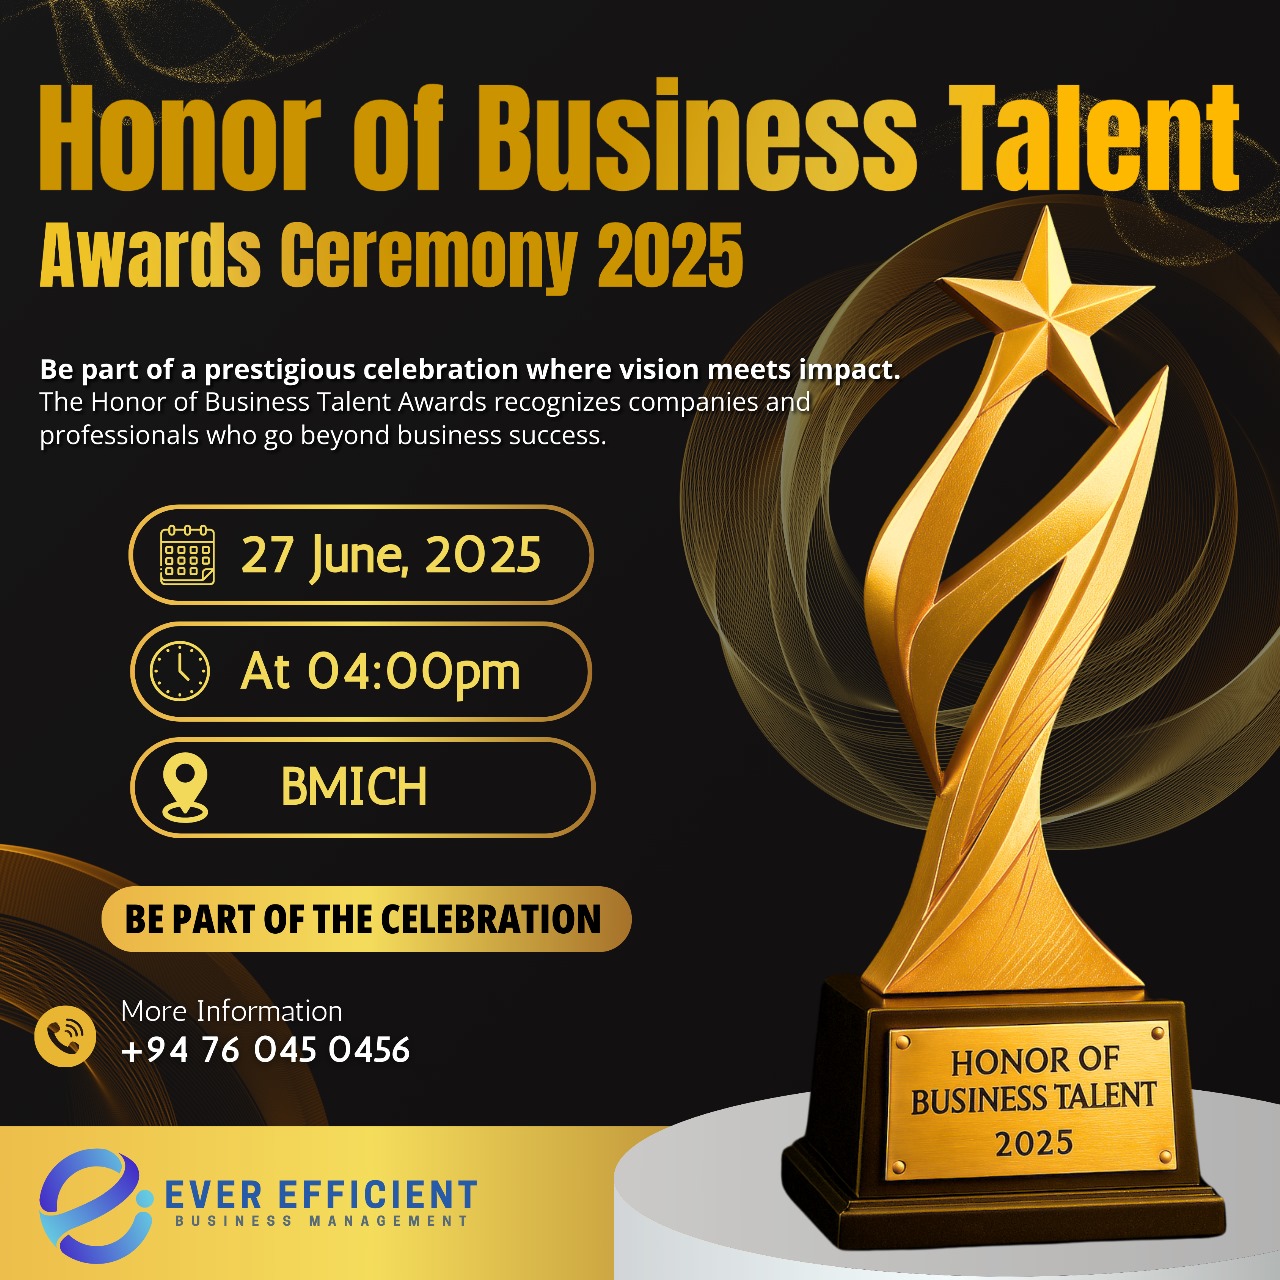 Honor of Business Talent
Awards Ceremony 2025
Be part of a prestigious celebration where vision meets impact.
The Honor of Business Talent Awards recognizes companies and
professionals who go beyond business success.
27 June, 2025
At 04:00pm
BMICH
BE PART OF THE CELEBRATION
More Information
+94 76 045 0456
EVER EFFICIENT
BUSINESS MANAGEMENT
HONOR OF
BUSINESS TALENT
2025